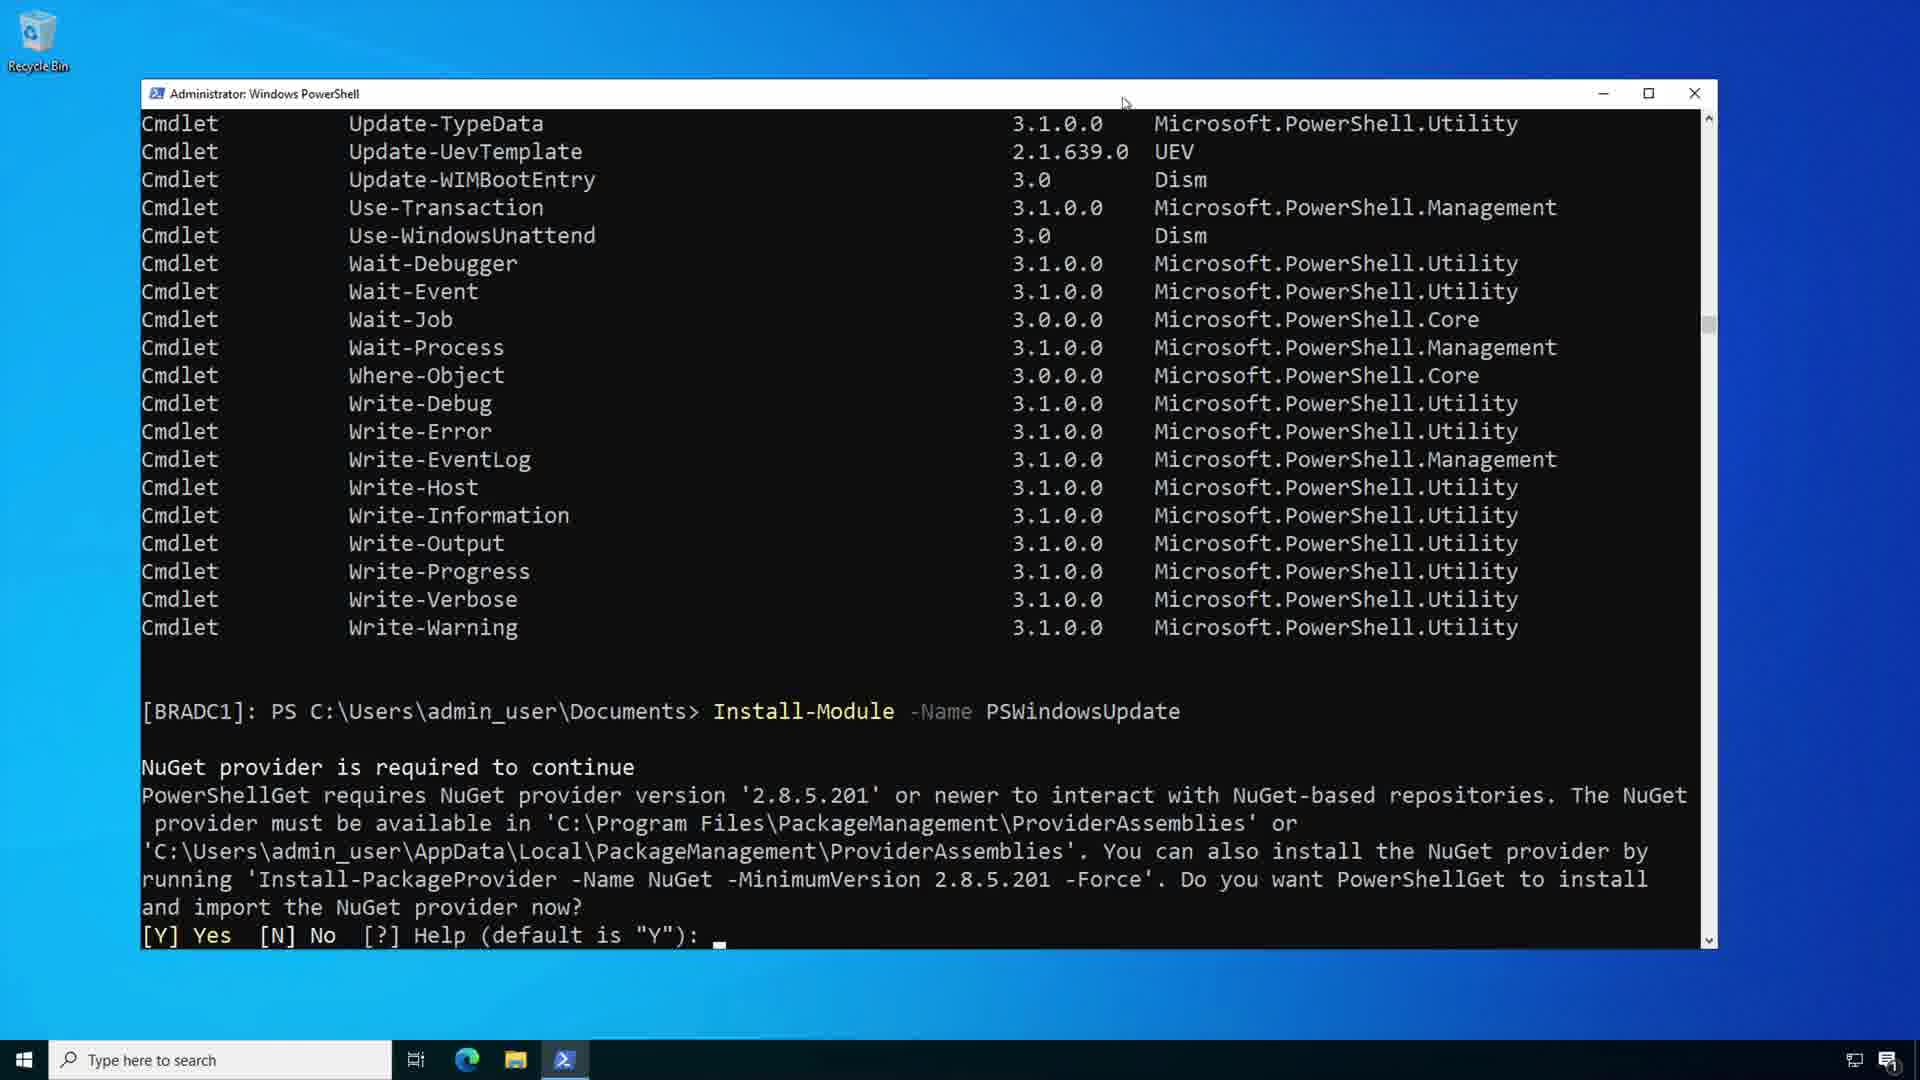 Recycle Bin
Administrator: Windows PowerShell
Cmdlet Update-TypeData 3.1.0.0 Microsoft.PowerShell.Utility
Cmdlet Update-UevTemplate 2.1.639.0 UEV
Cmdlet Update-WIMBootEntry 3.0 Dism
Cmdlet Use-Transaction 3.1.0.0 Microsoft.PowerShell.Management
Cmdlet Use-WindowsUnattend 3.0 Dism
Cmdlet Wait-Debugger 3.1.0.0 Microsoft.PowerShell.Utility
Cmdlet Wait-Event 3.1.0.0 Microsoft.PowerShell.Utility
Cmdlet Wait-Job 3.0.0.0 Microsoft.PowerShell.Core
Cmdlet Wait-Process 3.1.0.0 Microsoft.PowerShell.Management
Cmdlet Where-Object 3.0.0.0 Microsoft.PowerShell.Core
Cmdlet Write-Debug 3.1.0.0 Microsoft.PowerShell.Utility
Cmdlet Write-Error 3.1.0.0 Microsoft.PowerShell.Utility
Cmdlet Write-EventLog 3.1.0.0 Microsoft.PowerShell.Management
Cmdlet Write-Host 3.1.0.0 Microsoft.PowerShell.Utility
Cmdlet Write-Information 3.1.0.0 Microsoft.PowerShell.Utility
Cmdlet Write-Output 3.1.0.0 Microsoft.PowerShell.Utility
Cmdlet Write-Progress 3.1.0.0 Microsoft.PowerShell.Utility
Cmdlet Write-Verbose 3.1.0.0 Microsoft.PowerShell.Utility
Cmdlet Write-Warning 3.1.0.0 Microsoft.PowerShell.Utility
[BRADC1]: PS C:\Users\admin_user\Documents> Install-Module -Name PSWindowsUpdate
NuGet provider is required to continue
PowerShellGet requires NuGet provider version '2.8.5.201' or newer to interact with NuGet-based repositories. The NuGet
provider must be available in 'C:\Program Files\PackageManagement\ProviderAssemblies' or
'C:\Users\admin_user\AppData\Local\PackageManagement\ProviderAssemblies'. You can also install the NuGet provider by
running 'Install-PackageProvider -Name NuGet -MinimumVersion 2.8.5.201 -Force'. Do you want PowerShellGet to install
and import the NuGet provider now?
[Y] Yes [N] No [?] Help (default is "Y"):
Type here to search
1